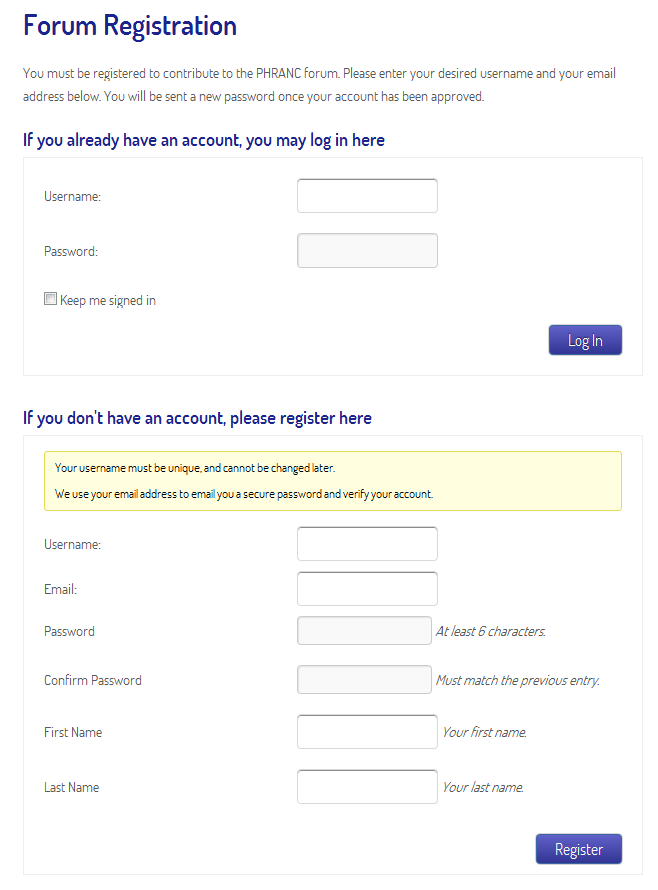 Forum Registration
You must be registered to contribute to the PHRANC forum. Please enter your desired username and your email
address below. You will be sent a new password once your account has been approved.
If you already have an account, you may log in here
Username:
Password:
Keep me signed in
Log In
If you don't have an account, please register here
Your username must be unique, and cannot be changed later.
We use your email address to email you a secure password and verify your account.
Username:
Email:
Password At least 6 characters.
Confirm Password Must match the previous entry.
First Name Your first name.
Last Name Your last name.
Register